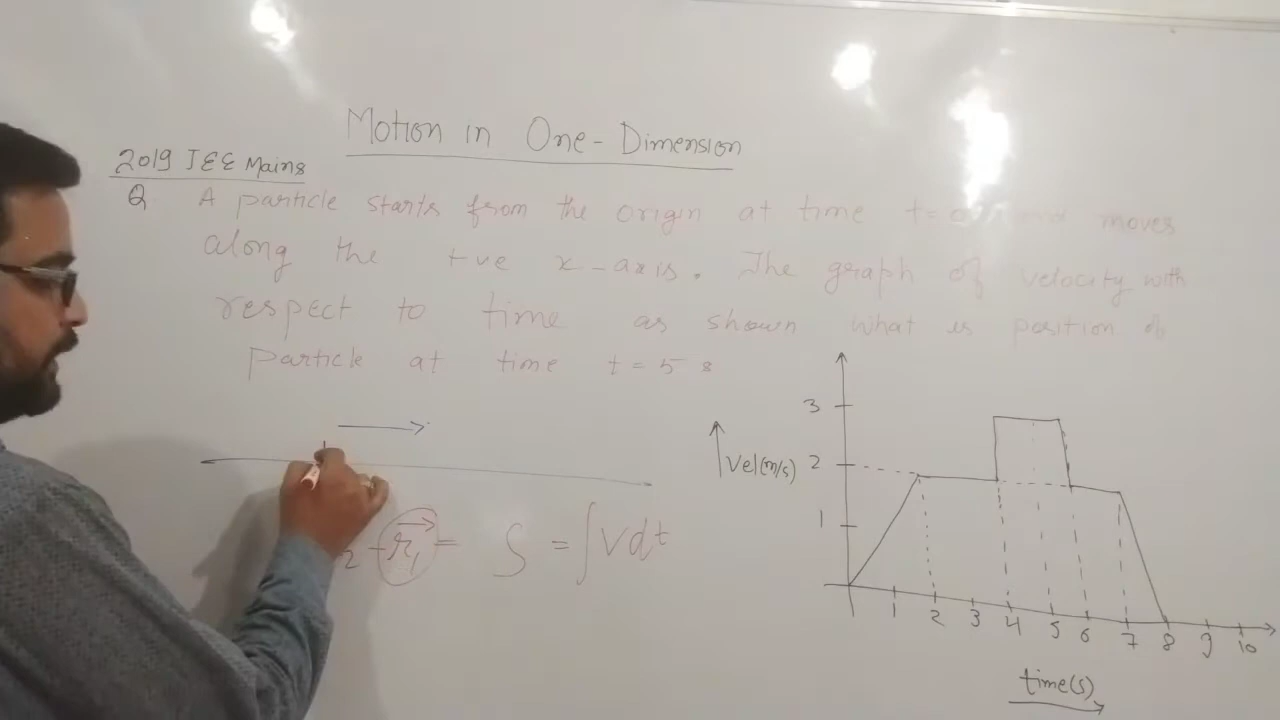 Motion in One-Dimension
2019 JEE Mains
Q A particle starts from the origin at time t= moves
along the +ve x-axis. The graph of velocity with
respect to time as shown what is position of
Particle at time t=5 s
3
2
1
Vel(m/s)
2 - r₁ = S = ∫Vdt
1 2 3 4 5 6 7 8 9 10
time(s)